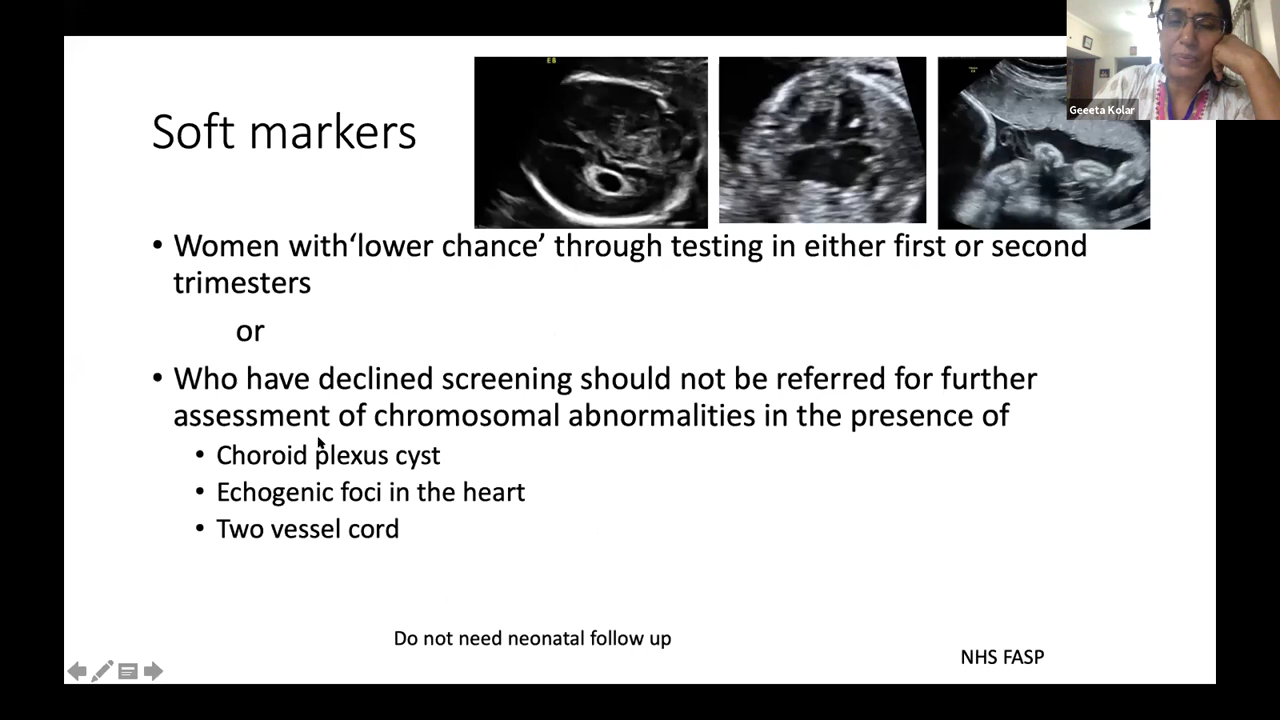 Geeeta Kolar
Soft markers
• Women with‘lower chance’ through testing in either first or second
trimesters
or
• Who have declined screening should not be referred for further
assessment of chromosomal abnormalities in the presence of
• Choroid plexus cyst
• Echogenic foci in the heart
• Two vessel cord
Do not need neonatal follow up
NHS FASP